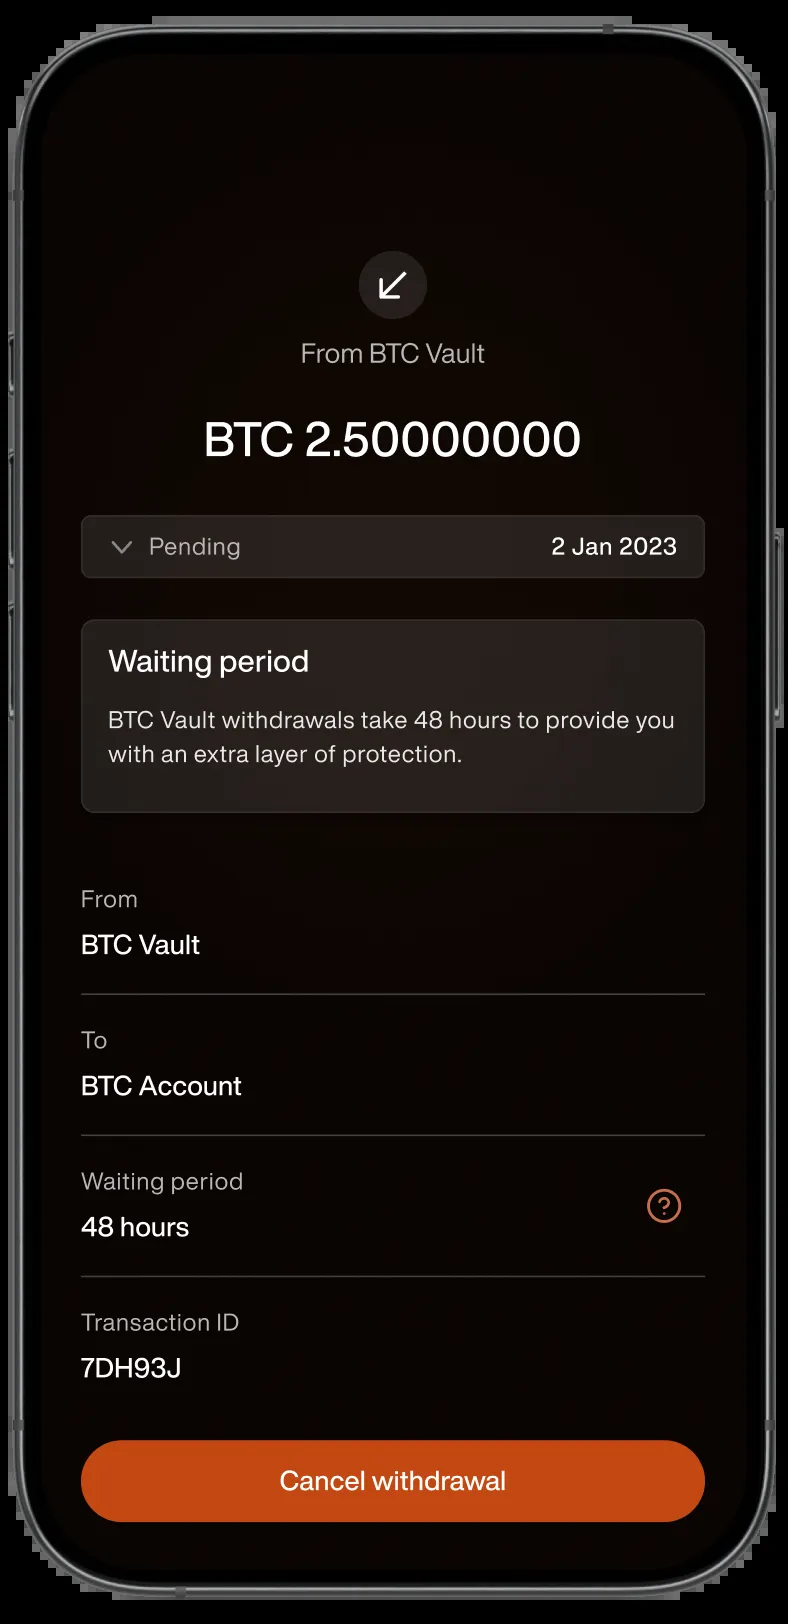 From BTC Vault
BTC 2.50000000
Pending 2 Jan 2023
Waiting period
BTC Vault withdrawals take 48 hours to provide you
with an extra layer of protection.
From
BTC Vault
To
BTC Account
Waiting period
48 hours
?
Transaction ID
7DH93J
Cancel withdrawal